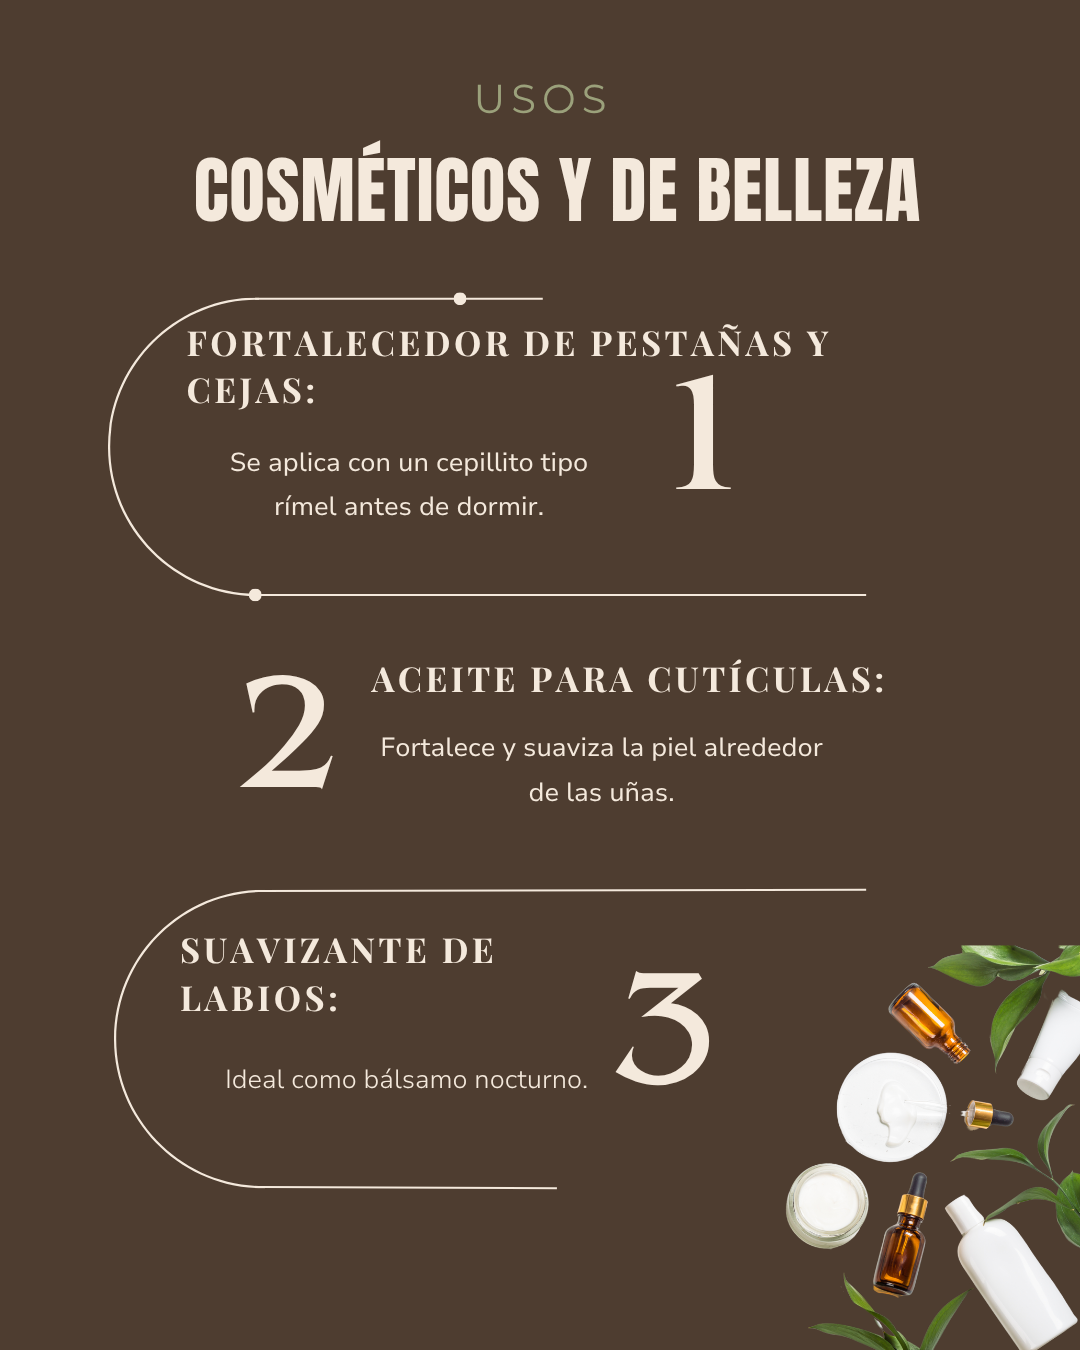 USOS
COSMÉTICOS Y DE BELLEZA
FORTALECEDOR DE PESTAÑAS Y
CEJAS:
1
Se aplica con un cepillito tipo
rímel antes de dormir.
2
ACEITE PARA CUTÍCULAS:
Fortalece y suaviza la piel alrededor
de las uñas.
SUAVIZANTE DE
LABIOS:
3
Ideal como bálsamo nocturno.